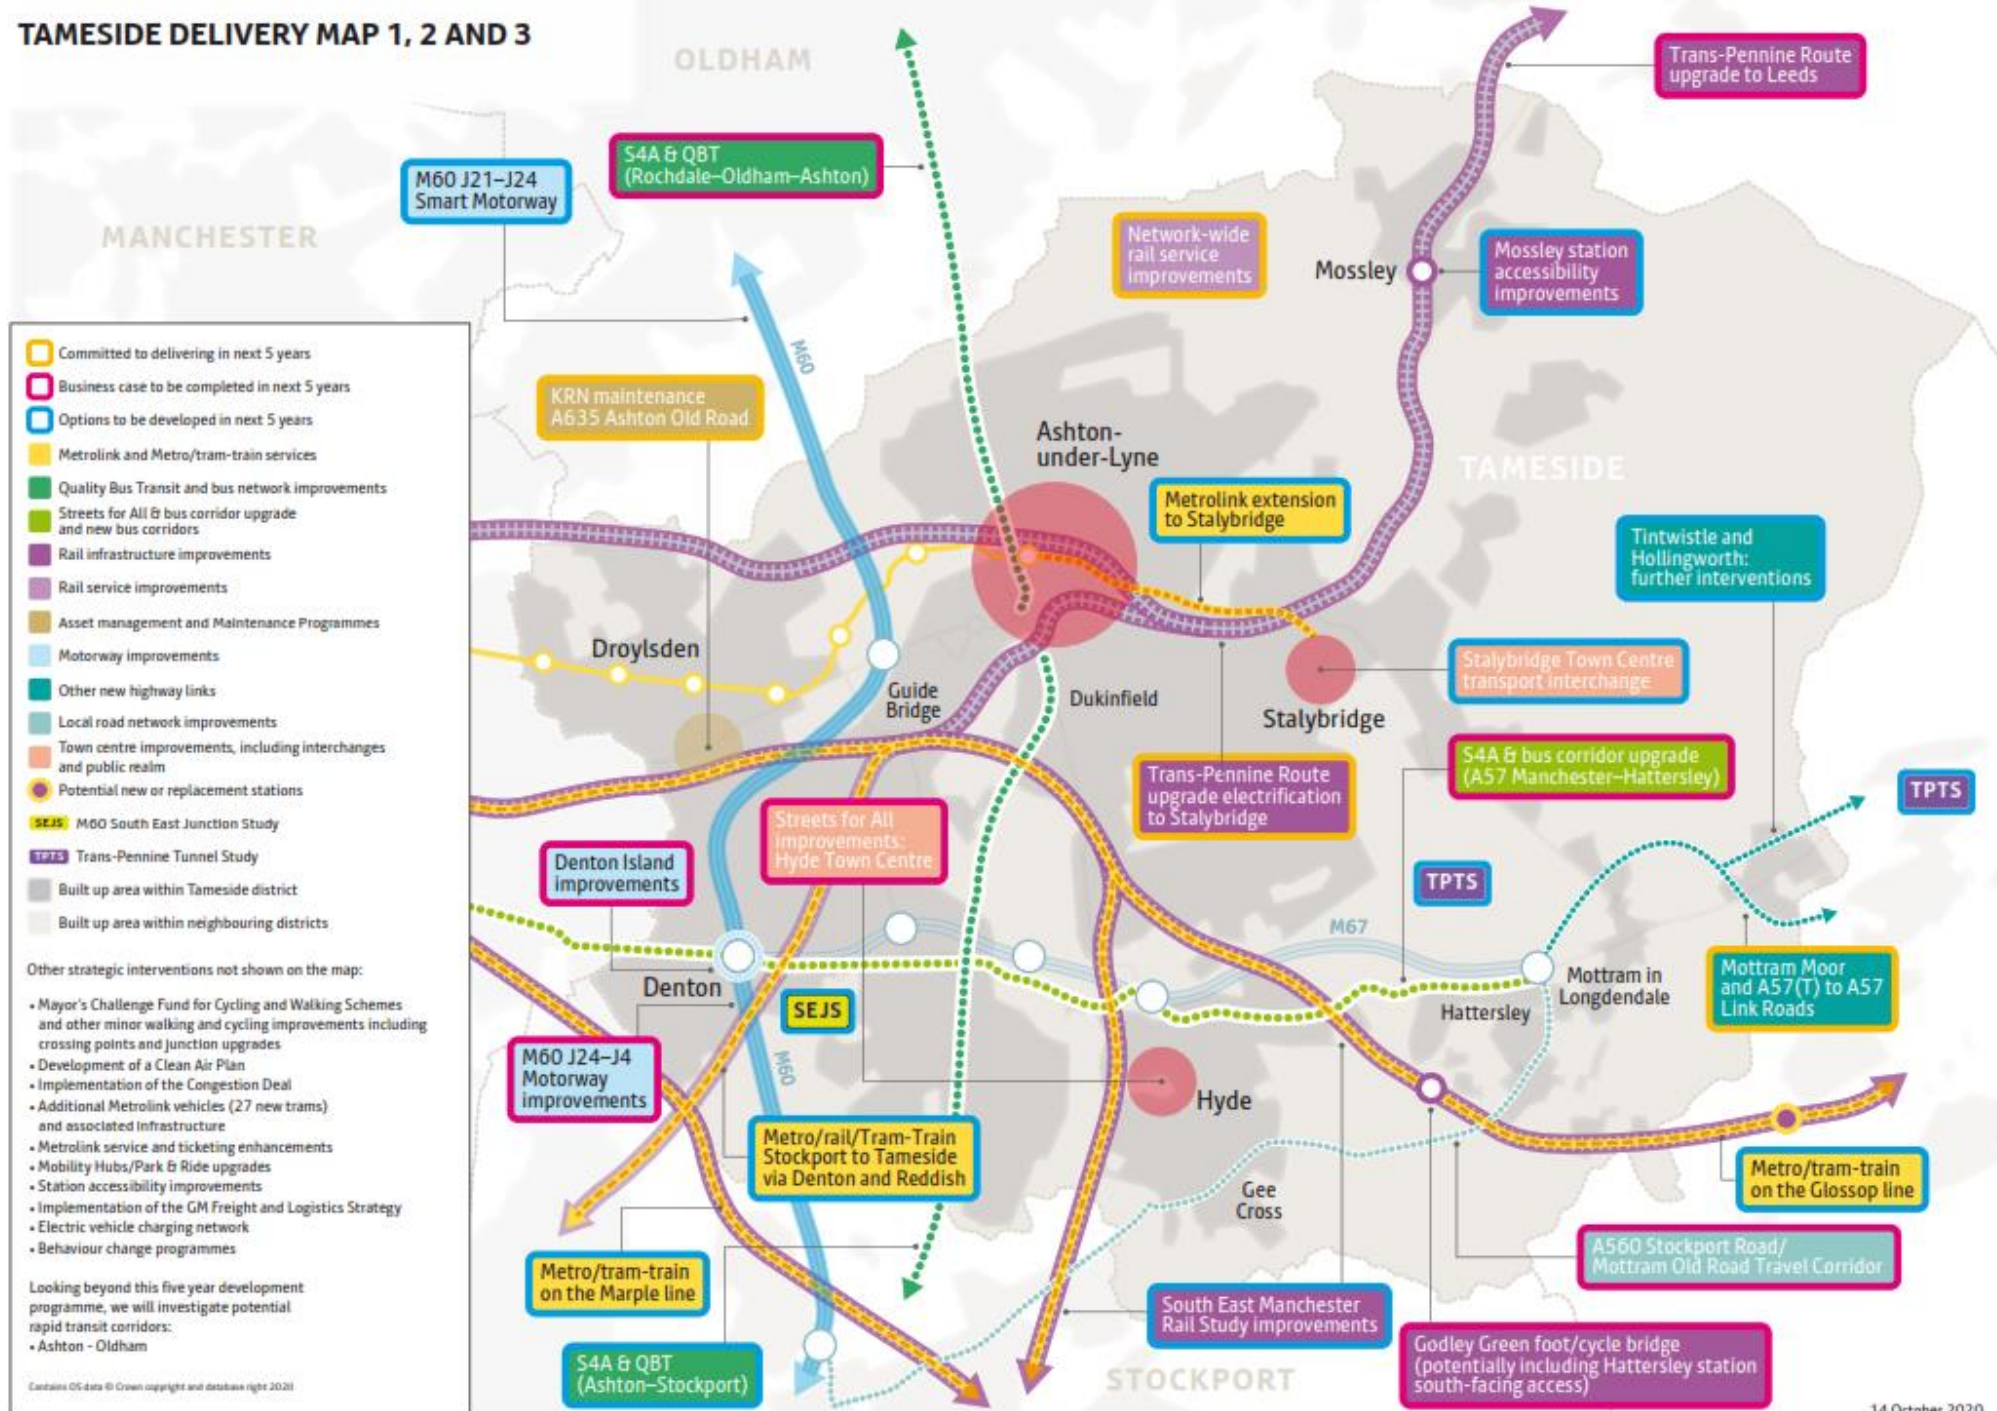 TAMESIDE DELIVERY MAP 1, 2 AND 3
OLDHAM
Trans-Pennine Route
upgrade to Leeds
S4A & QBT
(Rochdale–Oldham–Ashton)
M60 J21–J24
Smart Motorway
MANCHESTER
Network-wide
rail service
improvements
Mossley
Mossley station
accessibility
improvements
M60
KRN maintenance
A635 Ashton Old Road
Ashton-
under-Lyne
TAMESIDE
Metrolink extension
to Stalybridge
Tintwistle and
Hollingworth:
further interventions
Droylsden
Guide
Bridge
Dukinfield
Stalybridge
Stalybridge Town Centre
transport interchange
Trans-Pennine Route
upgrade electrification
to Stalybridge
S4A & bus corridor upgrade
(A57 Manchester–Hattersley)
TPTS
TPTS
Streets for All
improvements:
Hyde Town Centre
Denton Island
improvements
M67
Denton
SEJS
Hattersley
Mottram in
Longdendale
Mottram Moor
and A57(T) to A57
Link Roads
M60 J24–J4
Motorway
improvements
M60
Hyde
Metro/rail/Tram-Train
Stockport to Tameside
via Denton and Reddish
Gee
Cross
Metro/tram-train
on the Glossop line
Metro/tram-train
on the Marple line
A560 Stockport Road/
Mottram Old Road Travel Corridor
South East Manchester
Rail Study improvements
S4A & QBT
(Ashton–Stockport)
STOCKPORT
Godley Green foot/cycle bridge
(potentially including Hattersley station
south-facing access)
14 October 2020
Committed to delivering in next 5 years
Business case to be completed in next 5 years
Options to be developed in next 5 years
Metrolink and Metro/tram-train services
Quality Bus Transit and bus network improvements
Streets for All & bus corridor upgrade
and new bus corridors
Rail infrastructure improvements
Rail service improvements
Asset management and Maintenance Programmes
Motorway improvements
Other new highway links
Local road network improvements
Town centre improvements, including interchanges
and public realm
Potential new or replacement stations
SEJS M60 South East Junction Study
TPTS Trans-Pennine Tunnel Study
Built up area within Tameside district
Built up area within neighbouring districts
Other strategic interventions not shown on the map:
• Mayor's Challenge Fund for Cycling and Walking Schemes
and other minor walking and cycling improvements including
crossing points and junction upgrades
• Development of a Clean Air Plan
• Implementation of the Congestion Deal
• Additional Metrolink vehicles (27 new trams)
and associated infrastructure
• Metrolink service and ticketing enhancements
• Mobility Hubs/Park & Ride upgrades
• Station accessibility improvements
• Implementation of the GM Freight and Logistics Strategy
• Electric vehicle charging network
• Behaviour change programmes
Looking beyond this five year development
programme, we will investigate potential
rapid transit corridors:
• Ashton - Oldham
Contains OS data © Crown copyright and database right 2020